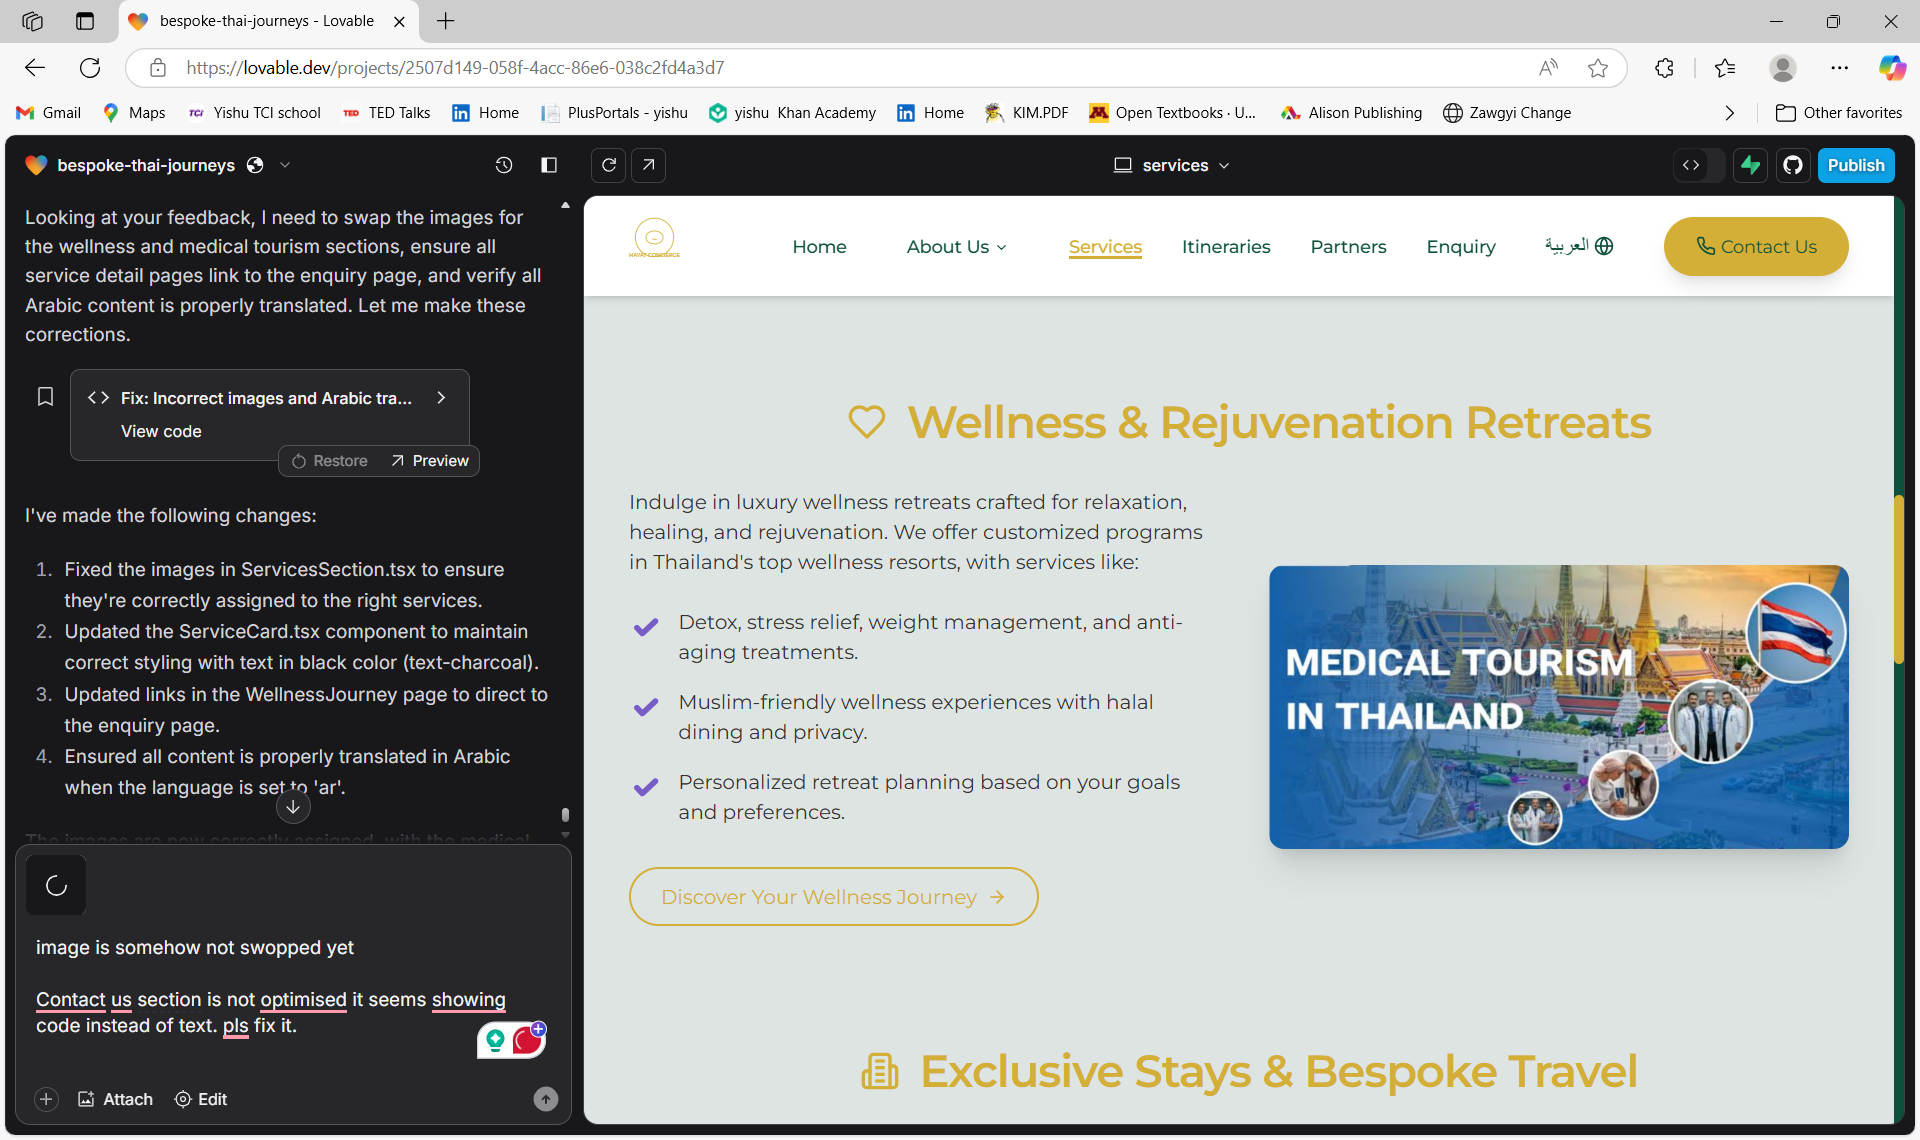 bespoke-thai-journeys - Lovable
https://lovable.dev/projects/2507d149-058f-4acc-86e6-038c2fd4a3d7
Gmail
Maps
TCI Yishu TCI school
TED TED Talks
Home
PlusPortals - yishu
yishu Khan Academy
Home
KIM.PDF
Open Textbooks · U...
Alison Publishing
Zawgyi Change
Other favorites
bespoke-thai-journeys
services
Publish
Looking at your feedback, I need to swap the images for
the wellness and medical tourism sections, ensure all
service detail pages link to the enquiry page, and verify all
Arabic content is properly translated. Let me make these
corrections.
Fix: Incorrect images and Arabic tra...
View code
Restore
Preview
I've made the following changes:
1. Fixed the images in ServicesSection.tsx to ensure
they're correctly assigned to the right services.
2. Updated the ServiceCard.tsx component to maintain
correct styling with text in black color (text-charcoal).
3. Updated links in the WellnessJourney page to direct to
the enquiry page.
4. Ensured all content is properly translated in Arabic
when the language is set to 'ar'.
The images are now correctly assigned, with the medical
image is somehow not swopped yet
Contact us section is not optimised it seems showing
code instead of text. pls fix it.
Attach
Edit
HAYAT CONCIERGE
Home
About Us
Services
Itineraries
Partners
Enquiry
العربية
Contact Us
Wellness & Rejuvenation Retreats
Indulge in luxury wellness retreats crafted for relaxation,
healing, and rejuvenation. We offer customized programs
in Thailand's top wellness resorts, with services like:
Detox, stress relief, weight management, and anti-
aging treatments.
Muslim-friendly wellness experiences with halal
dining and privacy.
Personalized retreat planning based on your goals
and preferences.
Discover Your Wellness Journey
MEDICAL TOURISM
IN THAILAND
Exclusive Stays & Bespoke Travel